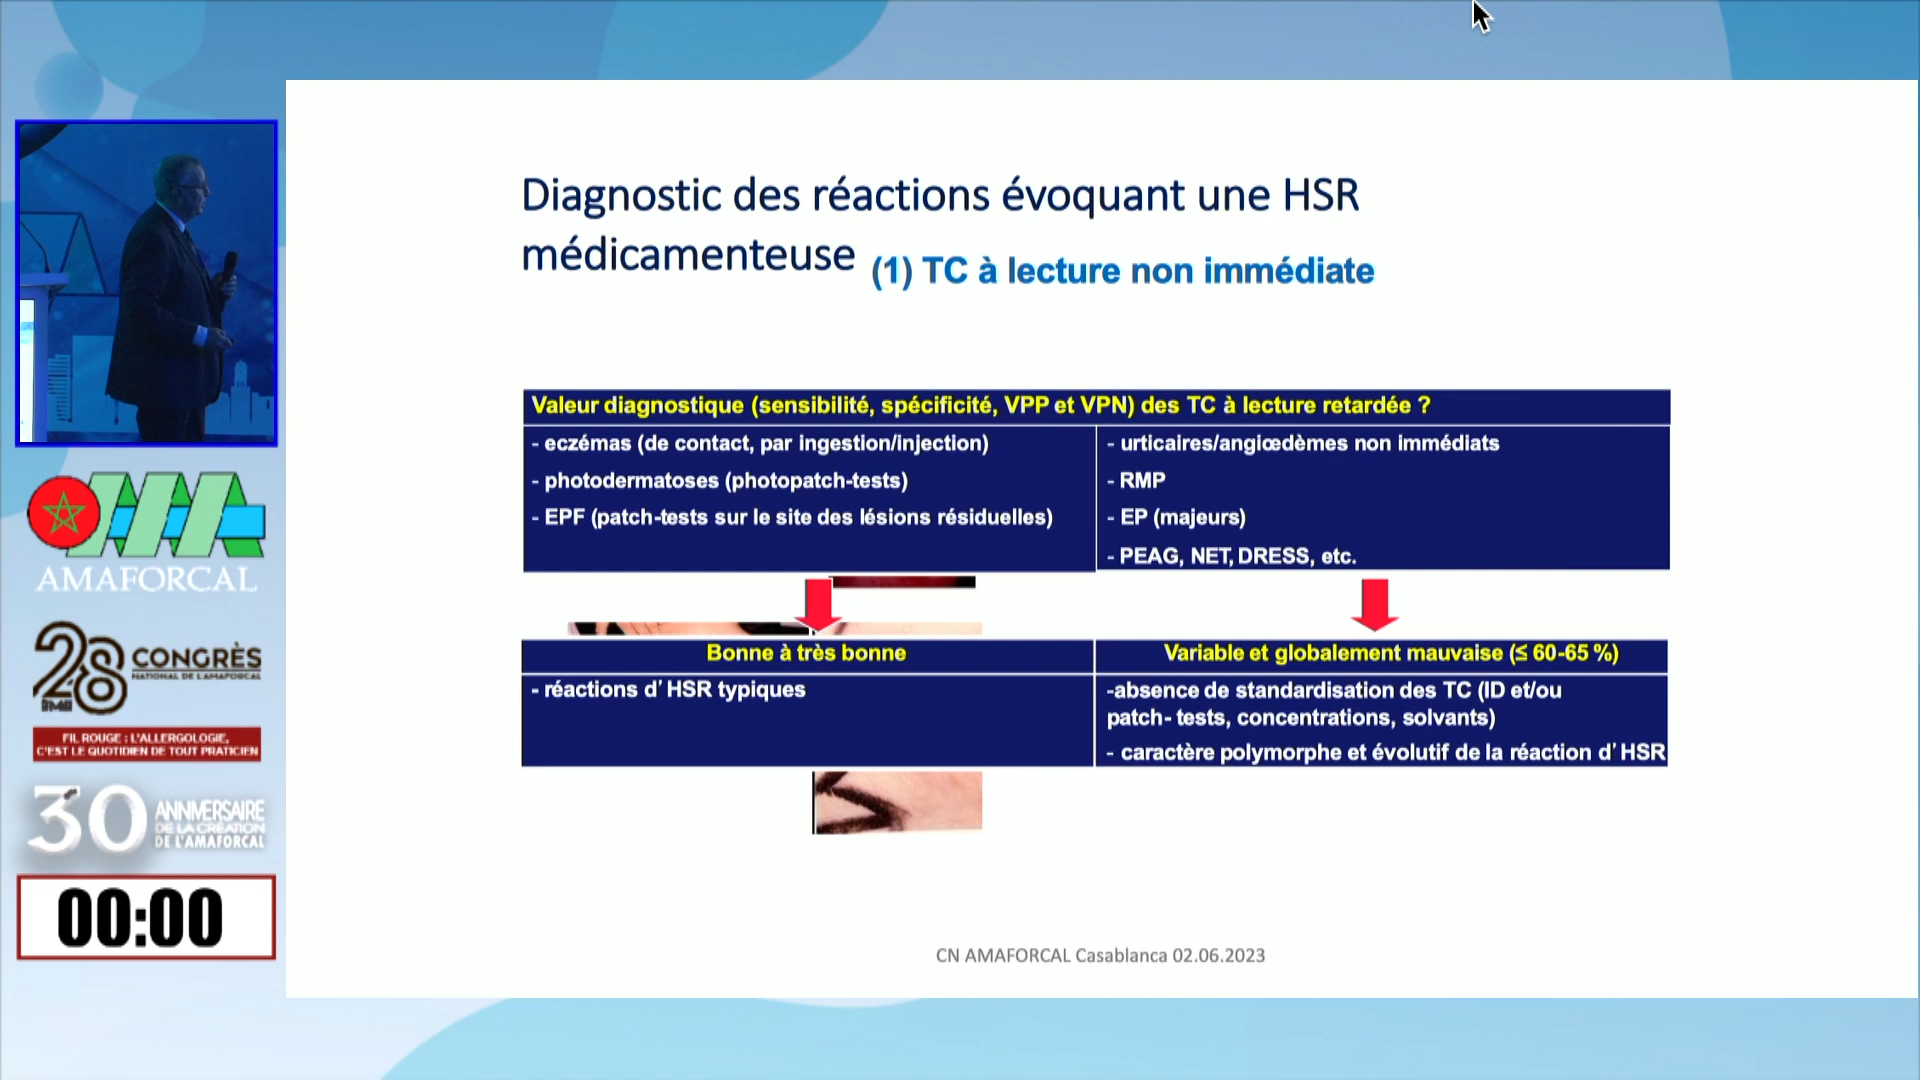 Diagnostic des réactions évoquant une HSR
médicamenteuse (1) TC à lecture non immédiate
Valeur diagnostique (sensibilité, spécificité, VPP et VPN) des TC à lecture retardée ?
- eczémas (de contact, par ingestion/injection)
- photodermatoses (photopatch-tests)
- EPF (patch-tests sur le site des lésions résiduelles)
- urticaires/angiœdèmes non immédiats
- RMP
- EP (majeurs)
- PEAG, NET, DRESS, etc.
Bonne à très bonne
- réactions d'HSR typiques
Variable et globalement mauvaise (≤ 60-65 %)
-absence de standardisation des TC (ID et/ou
patch- tests, concentrations, solvants)
- caractère polymorphe et évolutif de la réaction d'HSR
CN AMAFORCAL Casablanca 02.06.2023
AMAFORCAL
28 CONGRÈS
NATIONAL DE L'AMAFORCAL
FIL ROUGE : L'ALLERGOLOGIE,
C'EST LE QUOTIDIEN DE TOUT PRATICIEN
30 ANNIVERSAIRE
DE LA CRÉATION
DE L'AMAFORCAL
00:00